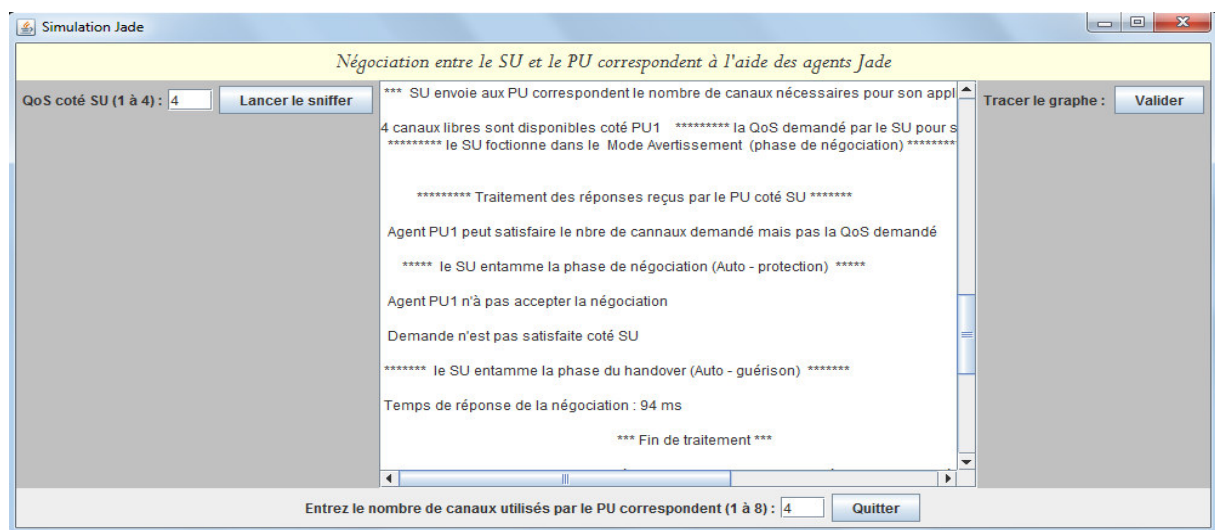 Simulation Jade
Négociation entre le SU et le PU correspondent à l'aide des agents Jade
QoS coté SU (1 à 4) : 4 Lancer le sniffer
*** SU envoie aux PU correspondent le nombre de canaux nécessaires pour son appl
4 canaux libres sont disponibles coté PU1 ********* la QoS demandé par le SU pour s
********* le SU foctionne dans le Mode Avertissement (phase de négociation) ********
********* Traitement des réponses reçus par le PU coté SU *******
Agent PU1 peut satisfaire le nbre de cannaux demandé mais pas la QoS demandé
***** le SU entamme la phase de négociation (Auto - protection) *****
Agent PU1 n'à pas accepter la négociation
Demande n'est pas satisfaite coté SU
******* le SU entamme la phase du handover (Auto - guérison) *******
Temps de réponse de la négociation : 94 ms
*** Fin de traitement ***
Tracer le graphe : Valider
Entrez le nombre de canaux utilisés par le PU correspondent (1 à 8) : 4 Quitter